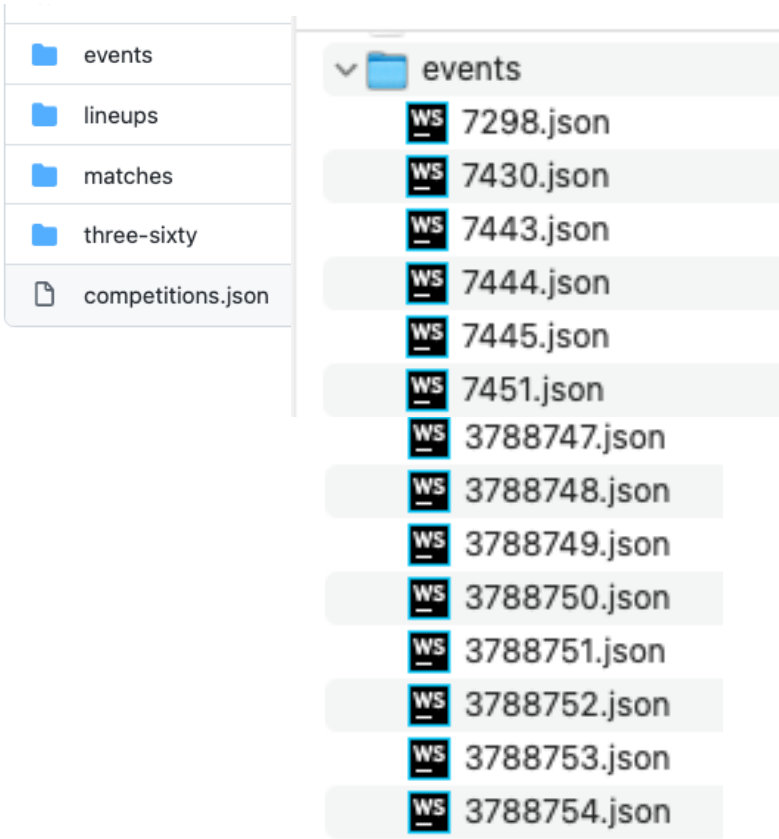 events
lineups
matches
three-sixty
competitions.json
events
WS 7298.json
WS 7430.json
WS 7443.json
WS 7444.json
WS 7445.json
WS 7451.json
WS 3788747.json
WS 3788748.json
WS 3788749.json
WS 3788750.json
WS 3788751.json
WS 3788752.json
WS 3788753.json
WS 3788754.json